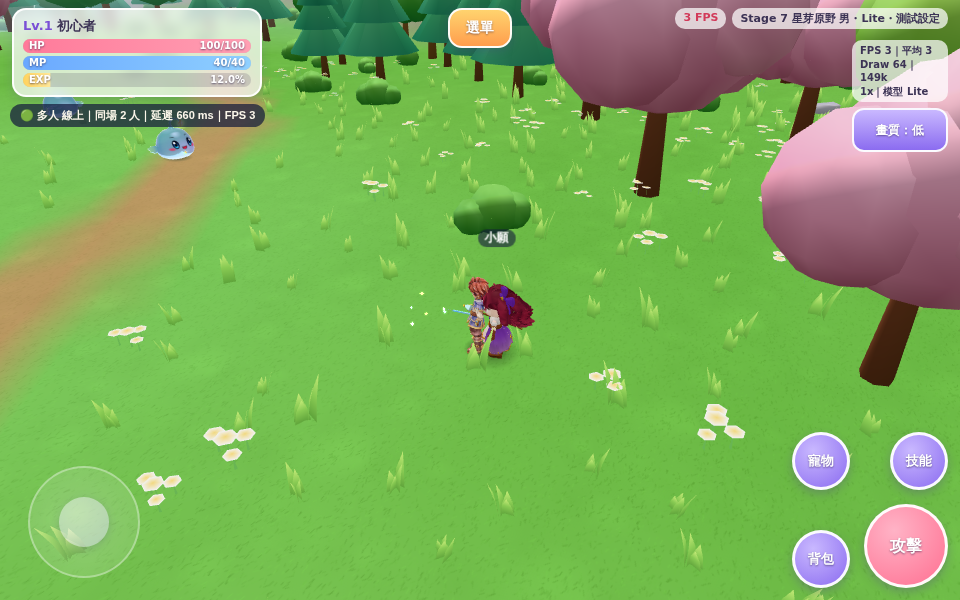 Lv.1 初心者
HP 100/100
MP 40/40
EXP 12.0%
🟢 多人 線上｜同場 2 人｜延遲 660 ms｜FPS 3
選單
3 FPS
Stage 7 星芽原野 男・Lite・測試設定
FPS 3｜平均 3
Draw 64｜
149k
1x｜模型 Lite
畫質：低
小願
寵物
技能
背包
攻擊